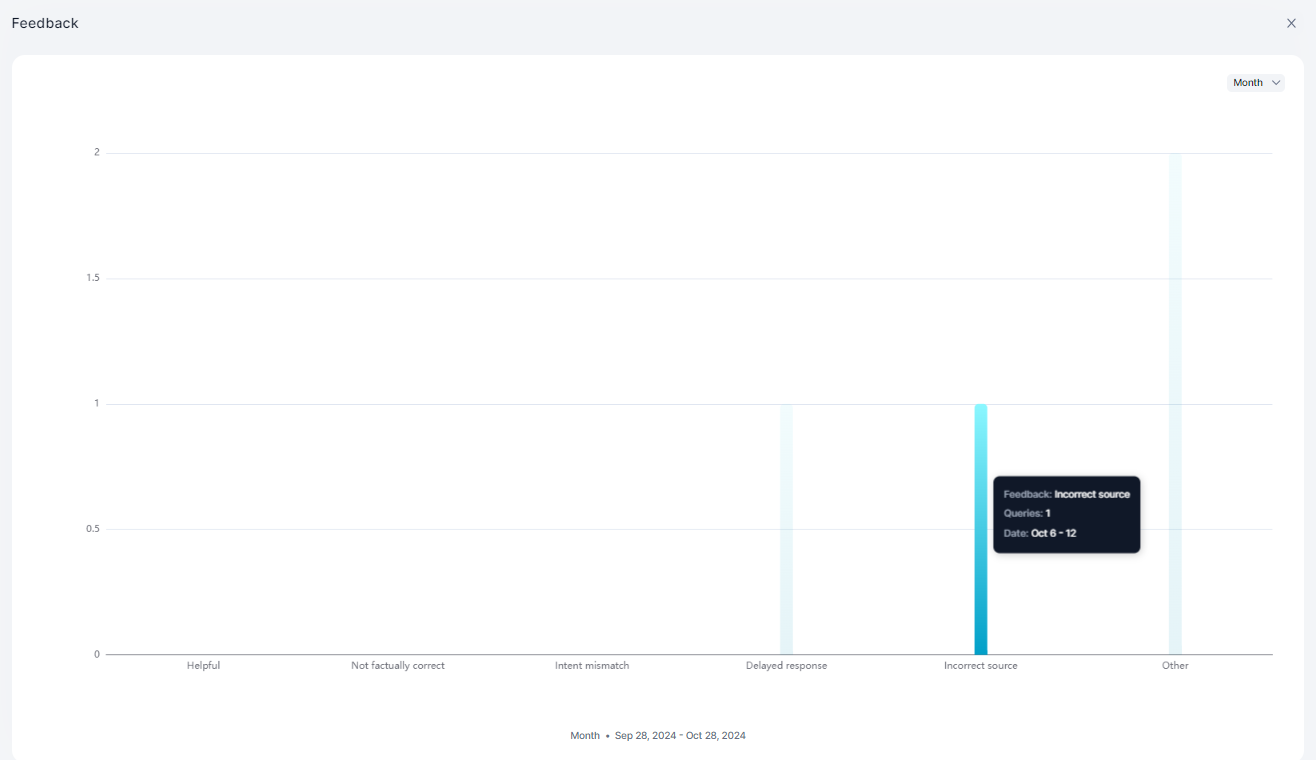 Feedback
Month
2
1.5
1
0.5
0
Feedback: Incorrect source
Queries: 1
Date: Oct 6 - 12
Helpful
Not factually correct
Intent mismatch
Delayed response
Incorrect source
Other
Month • Sep 28, 2024 - Oct 28, 2024